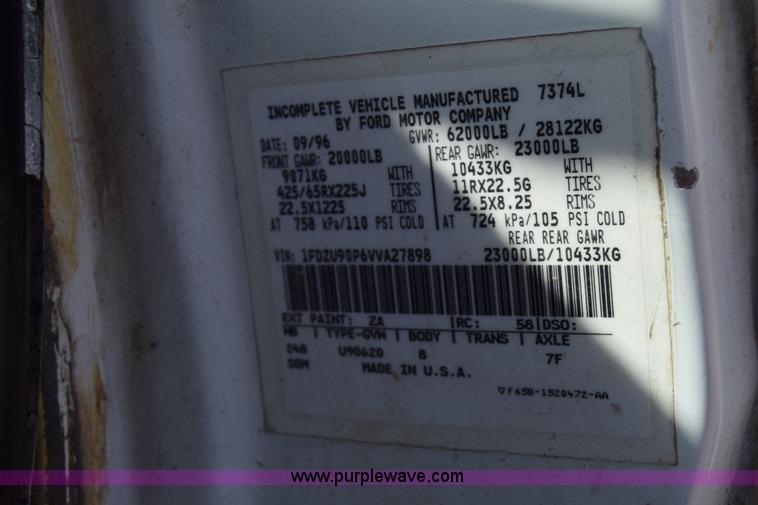 INCOMPLETE VEHICLE MANUFACTURED 7374L
BY FORD MOTOR COMPANY
DATE: 09/96 GVWR: 62000LB / 28122KG
FRONT GAWR: 20000LB REAR GAWR: 23000LB
9071KG WITH 10433KG WITH
425/65RX225J TIRES 11RX22.5G TIRES
22.5X1225 RIMS 22.5X8.25 RIMS
AT 758 kPa/110 PSI COLD AT 724 kPa/105 PSI COLD
REAR REAR GAWR
VIN: 1FDZU90P6VVA27898 23000LB/10433KG
EXT PAINT: ZA RC: 58 DSO:
WB | TYPE-GVW | BODY | TRANS | AXLE
248 U90620 8 7F
SDM MADE IN U.S.A.
▽F65B-1520472-AA
www.purplewave.com